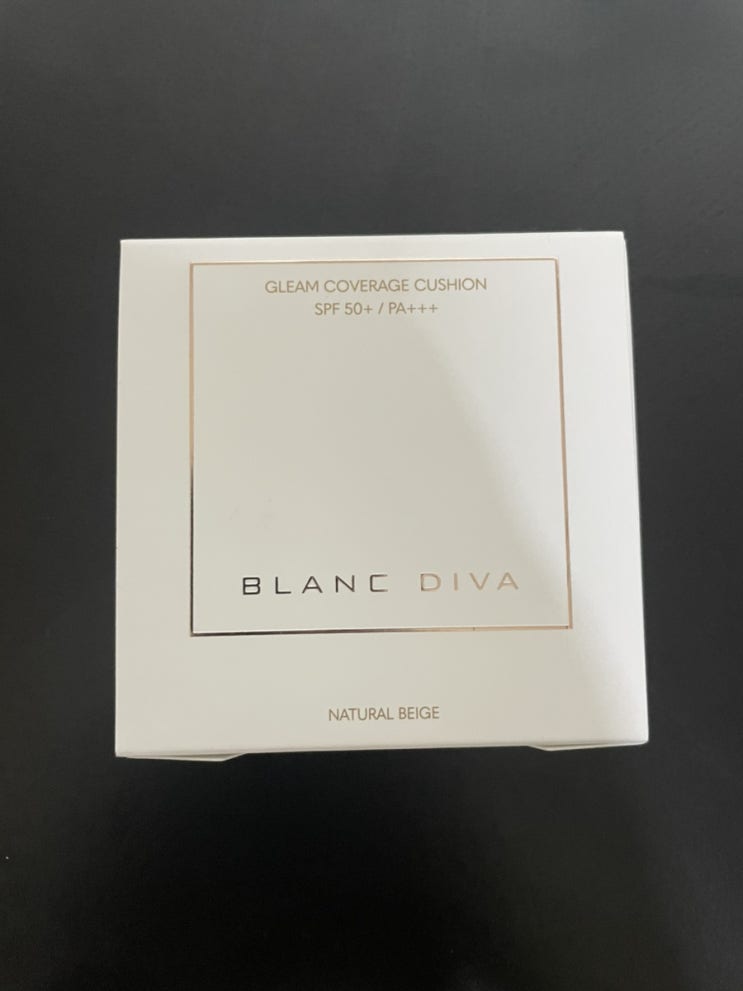 GLEAM COVERAGE CUSHION
SPF 50+ / PA+++
BLANC DIVA
NATURAL BEIGE